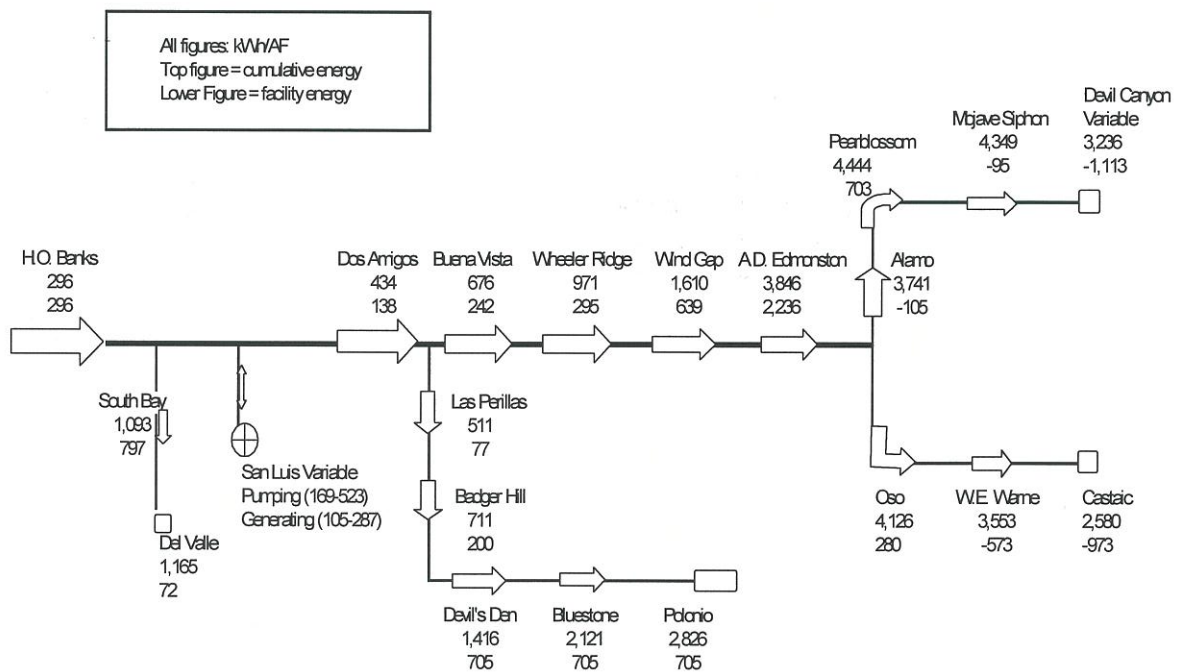 All figures: kWh/AF
Top figure = cumulative energy
Lower Figure = facility energy
Devil Canyon
Variable
3,236
-1,113
Mojave Siphon
4,349
-95
Pearblossom
4,444
703
H.O. Banks
296
296
Dos Amigos
434
138
Buena Vista
676
242
Wheeler Ridge
971
295
Wind Gap
1,610
639
A.D. Edmonston
3,846
2,236
Alamo
3,741
-105
South Bay
1,093
797
Del Valle
1,165
72
San Luis Variable
Pumping (169-523)
Generating (105-287)
Las Perillas
511
77
Badger Hill
711
200
Devil's Den
1,416
705
Bluestone
2,121
705
Polonio
2,826
705
Oso
4,126
280
W.E. Warne
3,553
-573
Castaic
2,580
-973